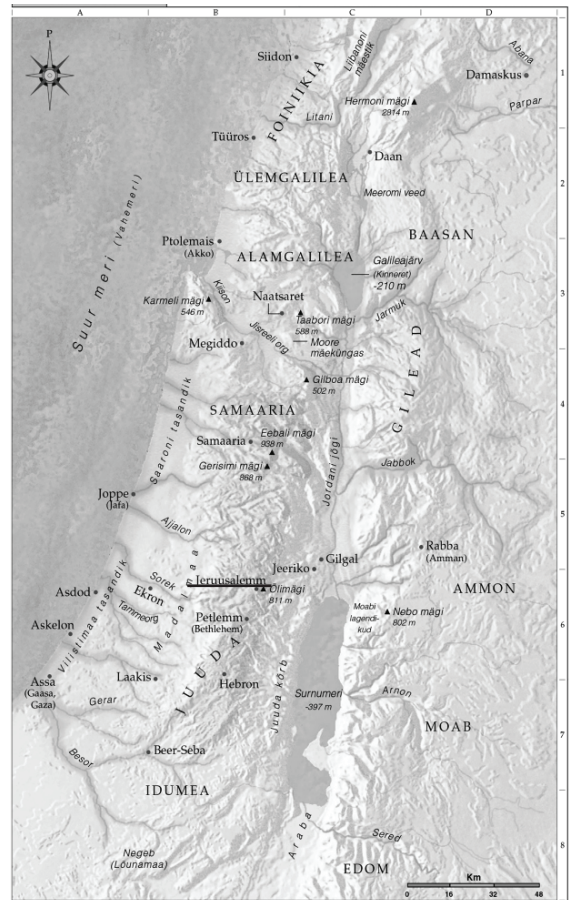 A
B
C
D
P
Siidon
Liibanoni
mäestik
Abana
1
Damaskus
Hermoni mägi
2814 m
Parpar
FOINIIKIA
Litani
Tüüros
Daan
ÜLEMGALILEA
2
Meeromi veed
Suur meri (Vahemeri)
BAASAN
Ptolemais
(Akko)
ALAMGALILEA
Galileajärv
(Kinneret)
-210 m
3
Kison
Karmeli mägi
546 m
Naatsaret
Taabori mägi
588 m
Jarmuk
Jisreeli org
Moore
mäeküngas
Megiddo
GILEAD
Gilboa mägi
502 m
4
SAMAARIA
Saaroni tasandik
Eebali mägi
938 m
Samaaria
Gerisimi mägi
868 m
Jordani jõgi
Jabbok
Joppe
(Jafa)
5
Ajjalon
Gilgal
Rabba
(Amman)
Jeeriko
Sorek
Jeruusalemm
Õlimägi
811 m
Ekron
Asdod
AMMON
Madalmaa
Tammeorg
Vilistimaa tasandik
Petlemm
(Bethlehem)
Moabi
lagendi-
kud
Nebo mägi
802 m
6
Askelon
JUUDA
Assa
(Gaasa,
Gaza)
Laakis
Hebron
Juuda kõrb
Surnumeri
-397 m
Arnon
Gerar
MOAB
Besor
Beer-Seba
7
IDUMEA
Araba
Sered
Negeb
(Lõunamaa)
8
EDOM
Km
0
16
32
48